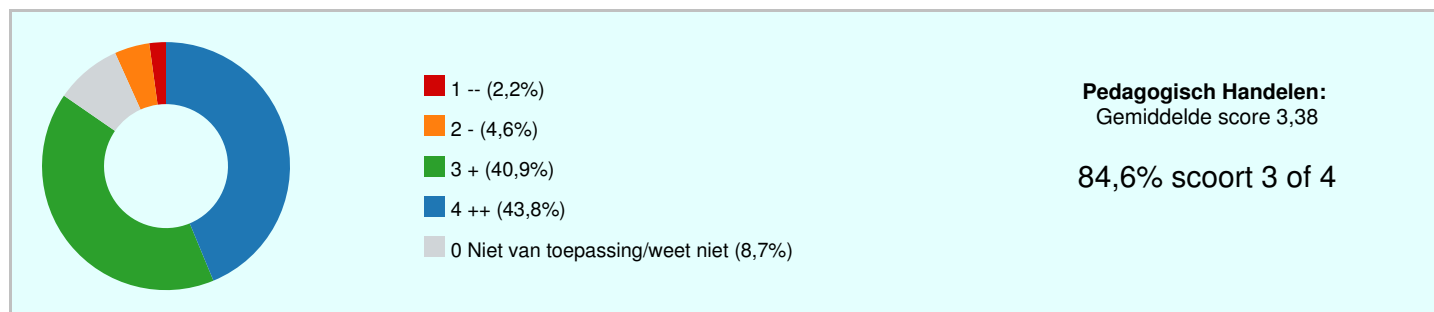 1 -- (2,2%)
2 - (4,6%)
3 + (40,9%)
4 ++ (43,8%)
0 Niet van toepassing/weet niet (8,7%)
Pedagogisch Handelen:
Gemiddelde score 3,38
84,6% scoort 3 of 4